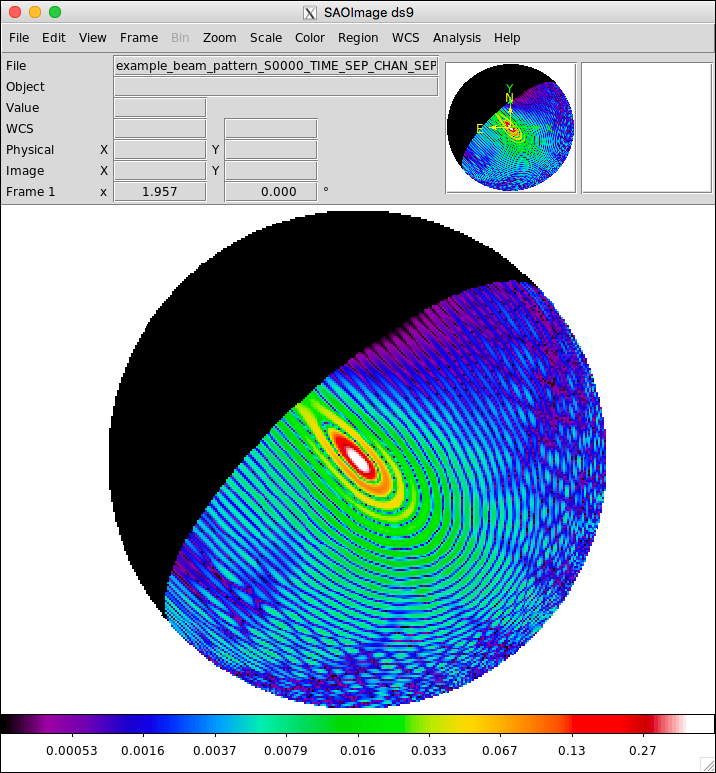 SAOImage ds9
File Edit View Frame Bin Zoom Scale Color Region WCS Analysis Help
File example_beam_pattern_S0000_TIME_SEP_CHAN_SEP
Object
Value
WCS
Physical X Y
Image X Y
Frame 1 x 1.957 0.000 °
Y
N
E
0.00053 0.0016 0.0037 0.0079 0.016 0.033 0.067 0.13 0.27